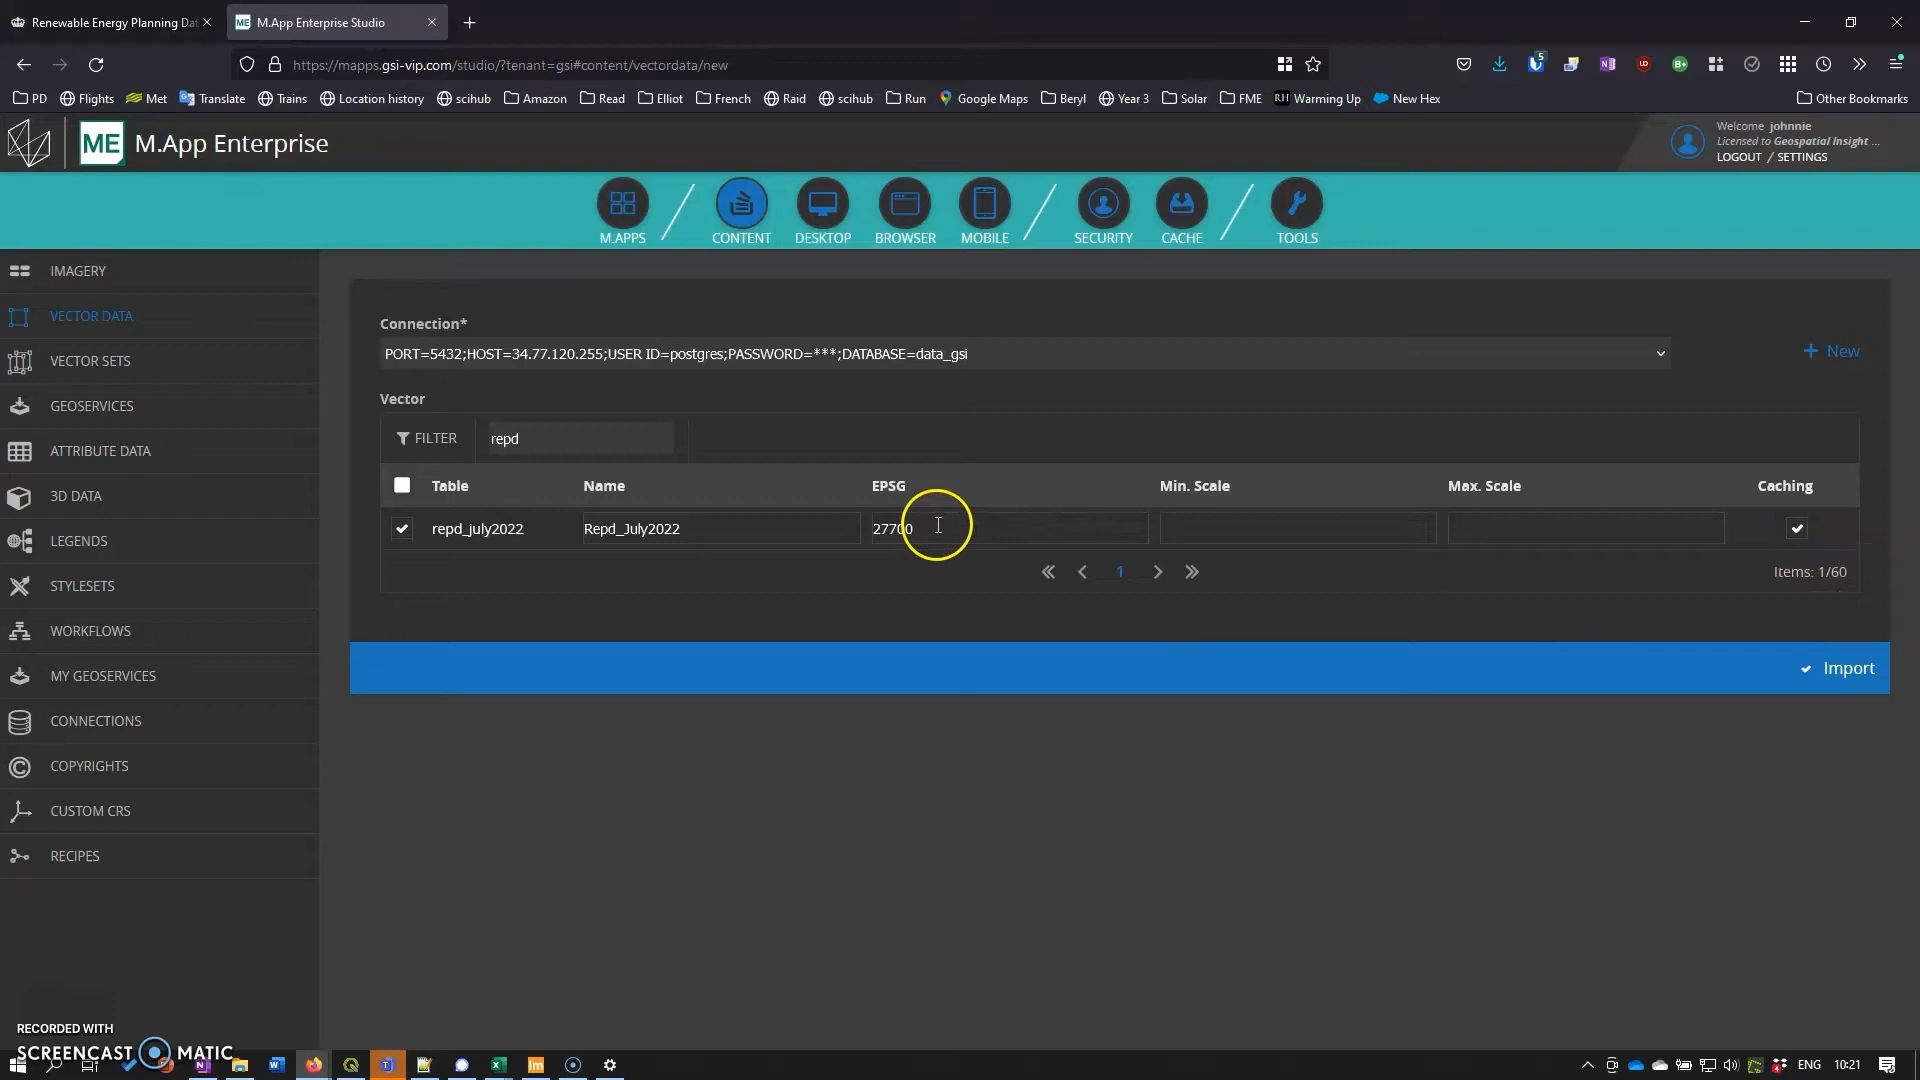 Renewable Energy Planning Dat
ME M.App Enterprise Studio
https://mapps.gsi-vip.com/studio/?tenant=gsi#content/vectordata/new
5
PD Flights Met Translate Trains Location history scihub Amazon Read Elliot French Raid scihub Run Google Maps Beryl Year 3 Solar FME RH Warming Up New Hex Other Bookmarks
ME M.App Enterprise
Welcome johnnie
Licensed to Geospatial Insight ...
LOGOUT / SETTINGS
M.APPS CONTENT DESKTOP BROWSER MOBILE SECURITY CACHE TOOLS
IMAGERY
VECTOR DATA
VECTOR SETS
GEOSERVICES
ATTRIBUTE DATA
3D DATA
LEGENDS
STYLESETS
WORKFLOWS
MY GEOSERVICES
CONNECTIONS
COPYRIGHTS
CUSTOM CRS
RECIPES
Connection*
PORT=5432;HOST=34.77.120.255;USER ID=postgres;PASSWORD=***;DATABASE=data_gsi
+ New
Vector
FILTER repd
Table Name EPSG Min. Scale Max. Scale Caching
repd_july2022 Repd_July2022 27700
1
Items: 1/60
Import
RECORDED WITH
SCREENCAST MATIC
ENG 10:21